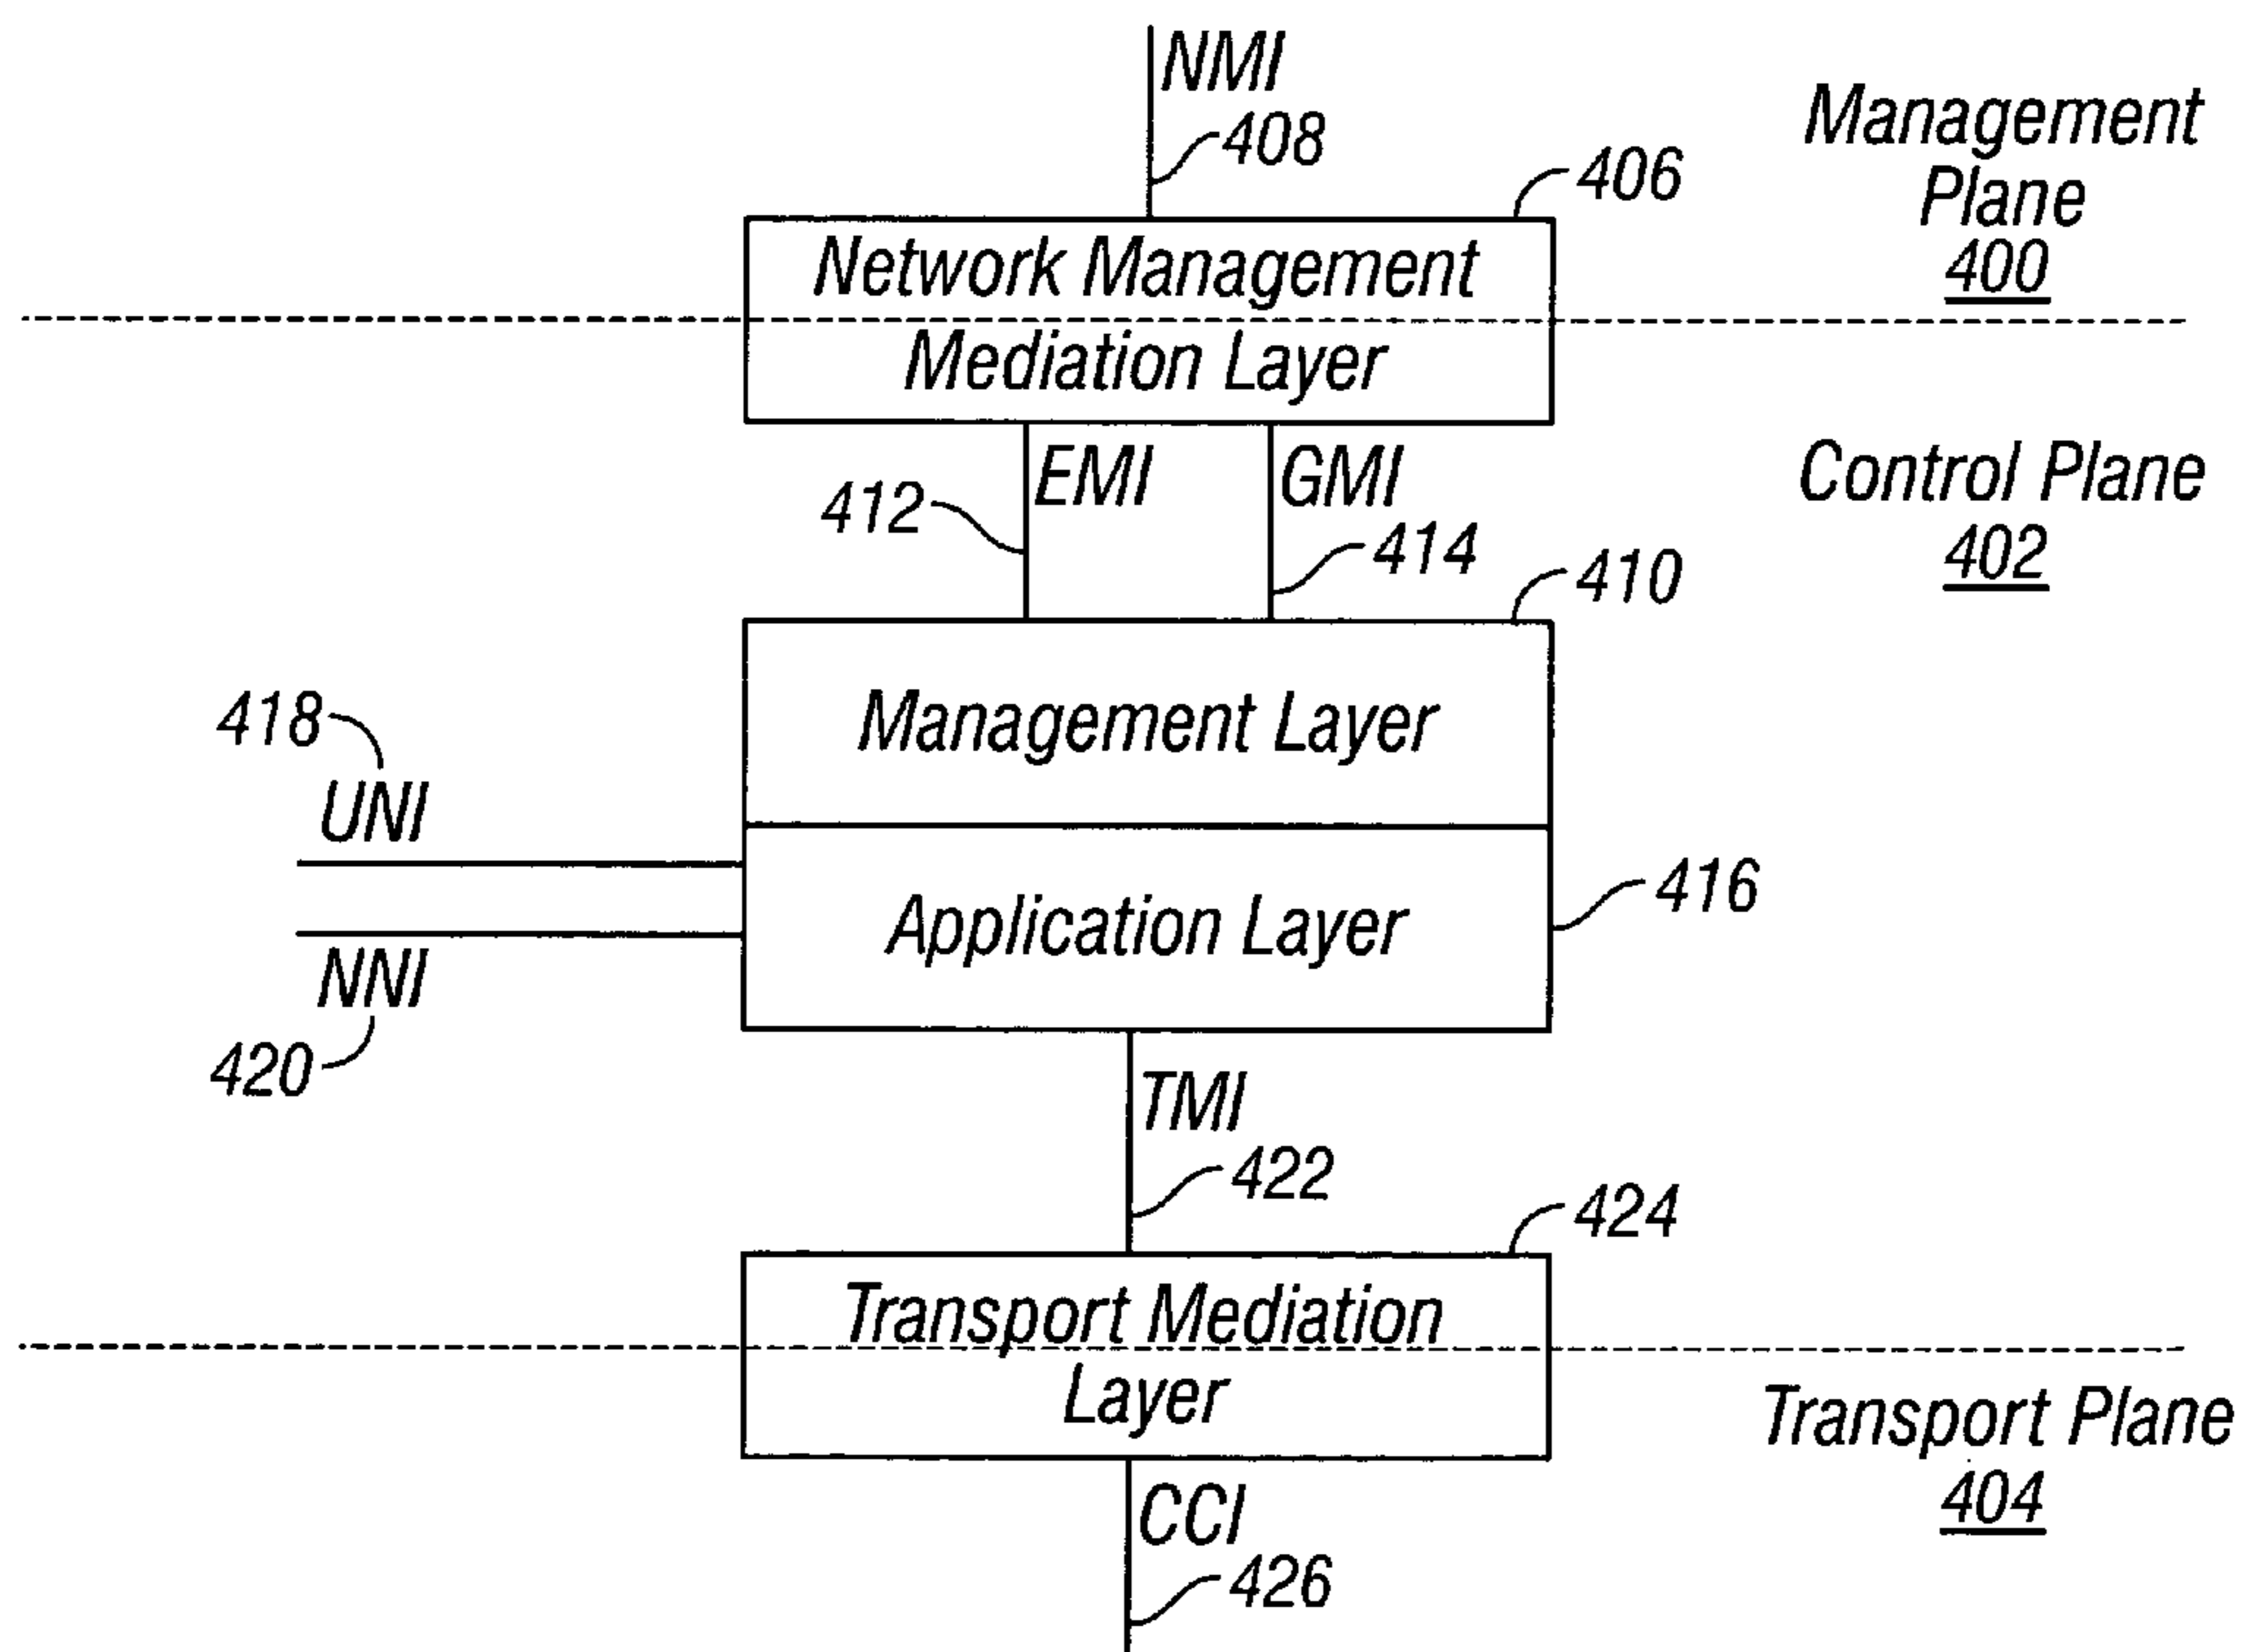 NMI
408
Management
Plane
400
406
Network Management
Mediation Layer
EMI
GMI
Control Plane
402
412
414
410
Management Layer
418
UNI
416
Application Layer
NNI
420
TMI
422
424
Transport Mediation
Layer
Transport Plane
404
CCI
426